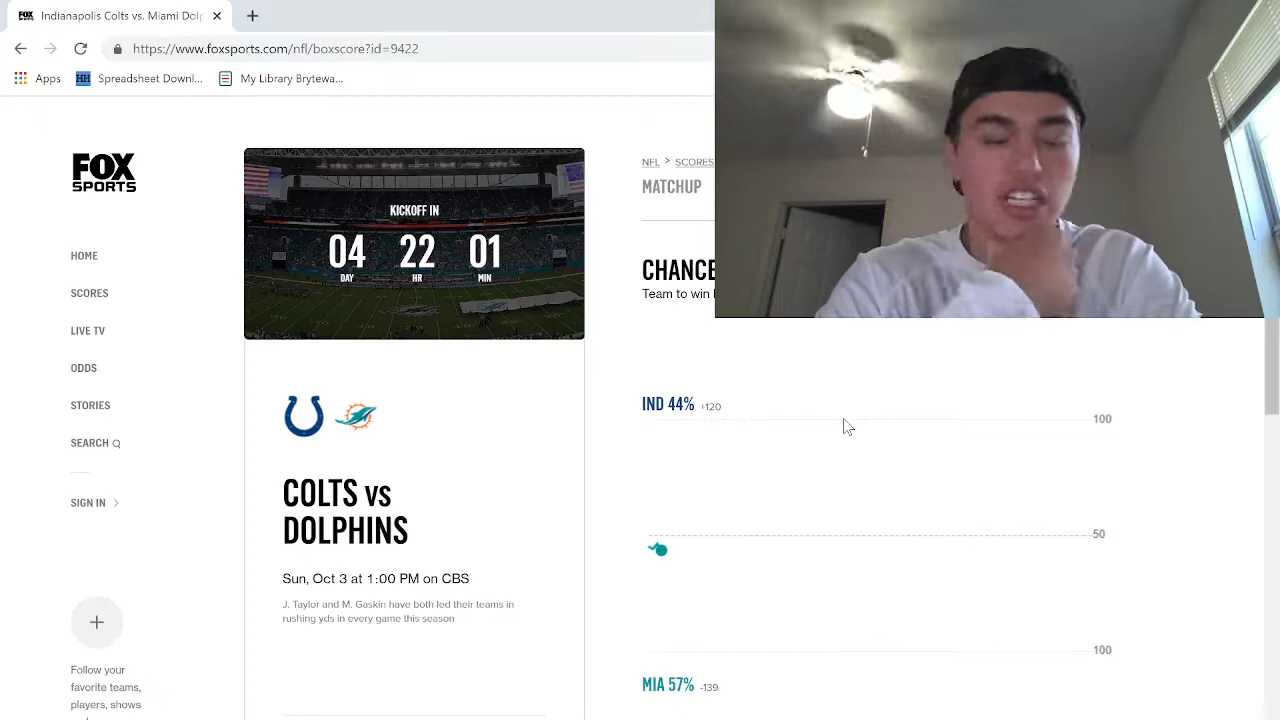 FOX
SPORTS
Indianapolis Colts vs. Miami Dolp
https://www.foxsports.com/nfl/boxscore?id=9422
Apps
HH
Spreadsheet Downl...
My Library Brytewa...
FOX
SPORTS
HOME
SCORES
LIVE TV
ODDS
STORIES
SEARCH
SIGN IN
Follow your
favorite teams,
players, shows
KICKOFF IN
04 22 01
DAY HR MIN
COLTS vs
DOLPHINS
Sun, Oct 3 at 1:00 PM on CBS
J. Taylor and M. Gaskin have both led their teams in
rushing yds in every game this season
NFL > SCORES
MATCHUP
CHANCE
Team to win
IND 44% +120
100
50
100
MIA 57% -139